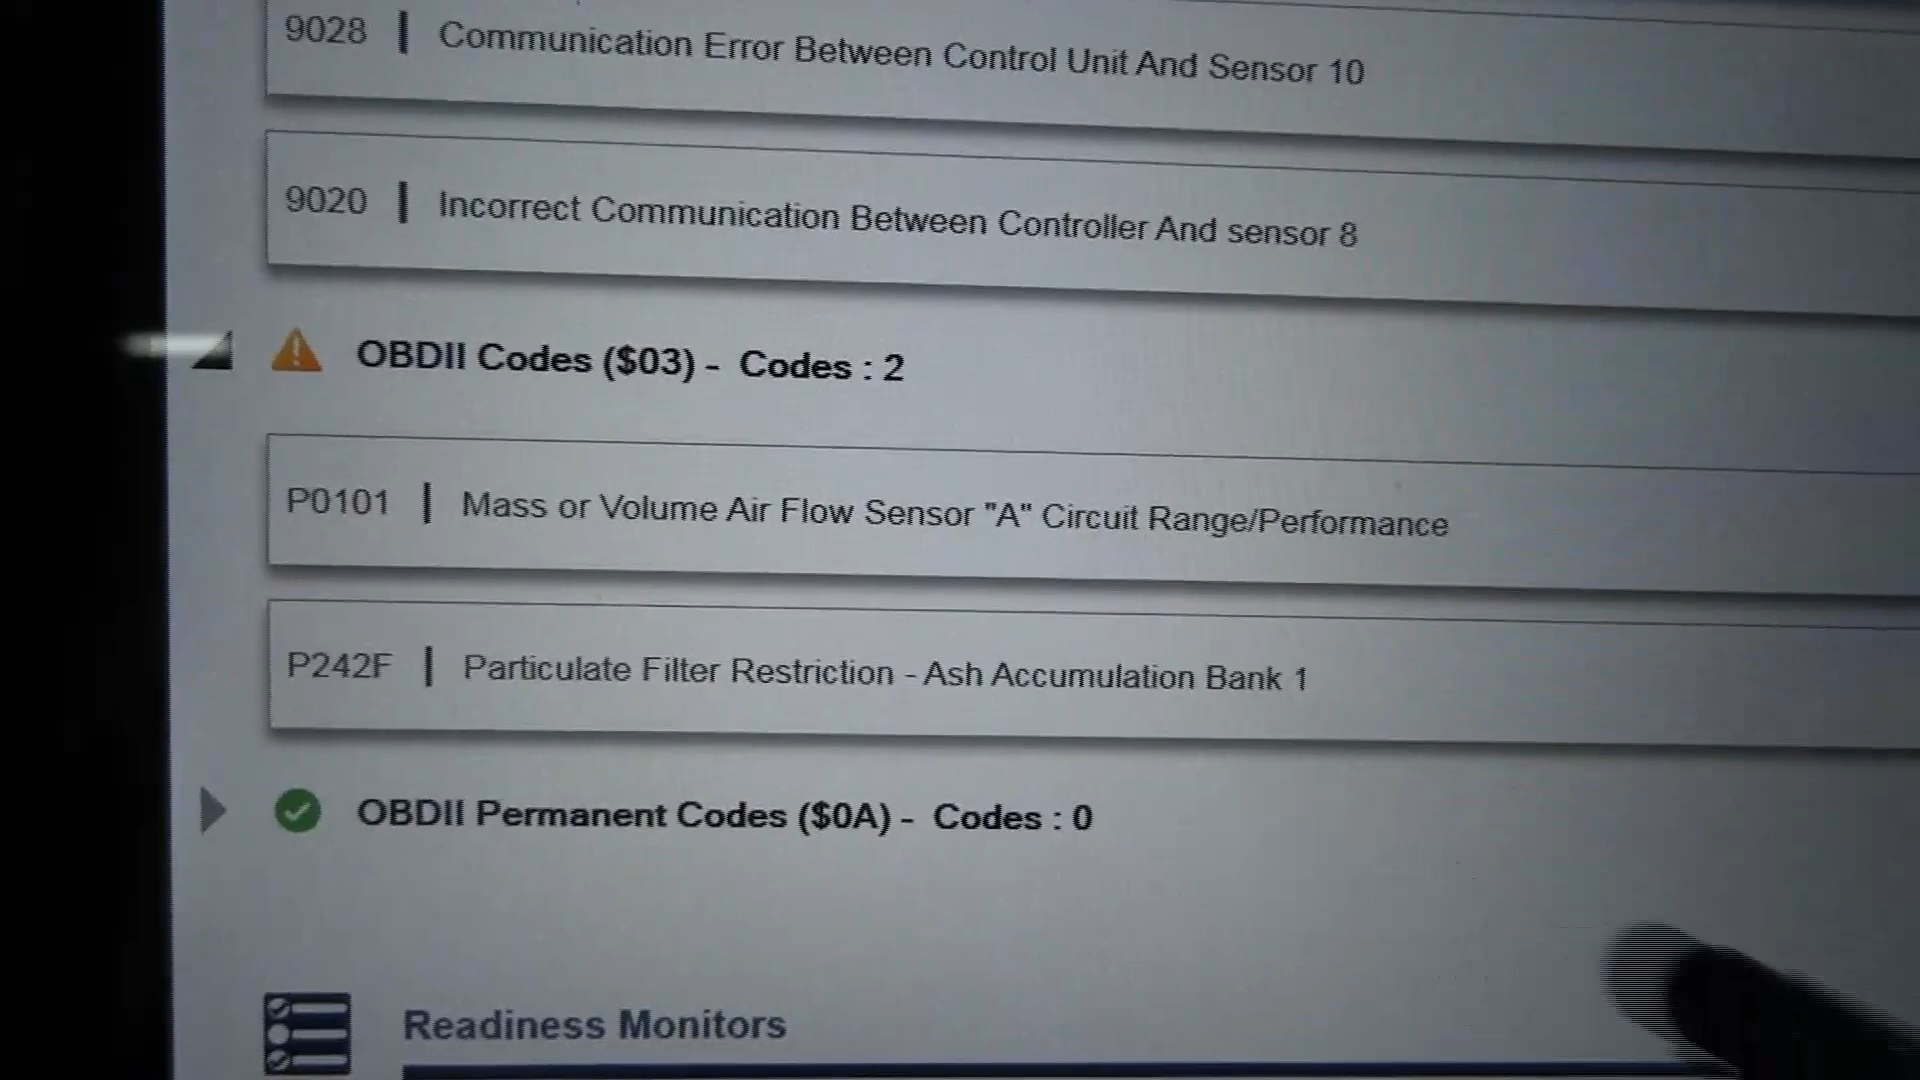 9028 | Communication Error Between Control Unit And Sensor 10
9020 | Incorrect Communication Between Controller And sensor 8
OBDII Codes ($03) - Codes : 2
P0101 | Mass or Volume Air Flow Sensor "A" Circuit Range/Performance
P242F | Particulate Filter Restriction - Ash Accumulation Bank 1
OBDII Permanent Codes ($0A) - Codes : 0
Readiness Monitors